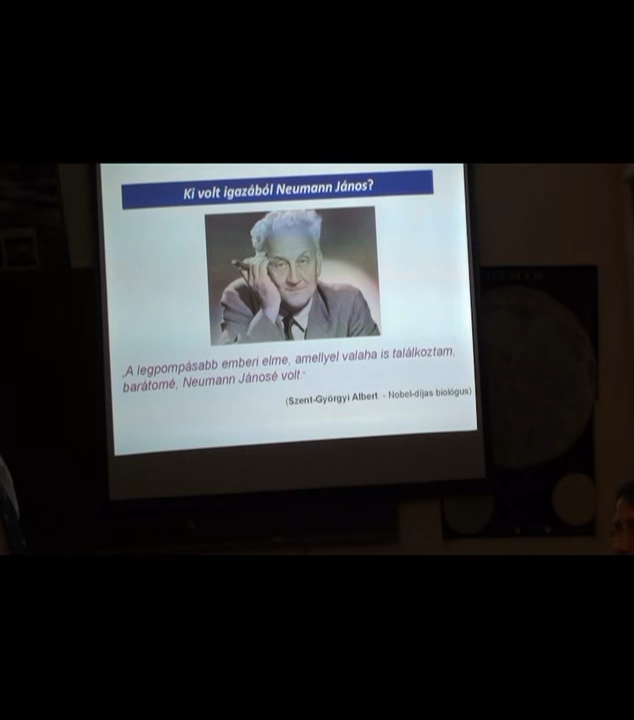 Ki volt igazából Neumann János?
„A legpompásabb emberi elme, amellyel valaha is találkoztam,
barátomé, Neumann Jánosé volt.”
(Szent-Györgyi Albert - Nobel-díjas biológus)